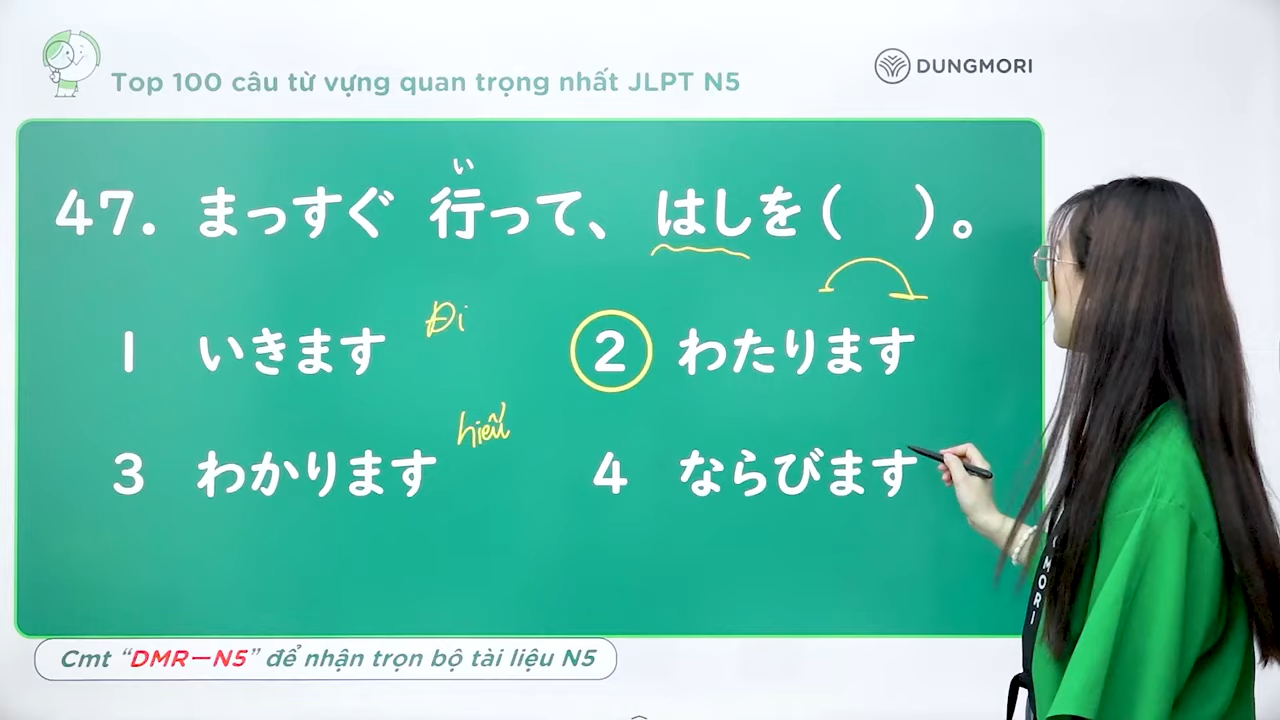 Top 100 câu từ vựng quan trọng nhất JLPT N5
DUNGMORI
い
47. まっすぐ 行って、 はしを ( )。
Đi
1 いきます
2 わたります
hiểu
3 わかります
4 ならびます
MORI
Cmt “DMR—N5” để nhận trọn bộ tài liệu N5